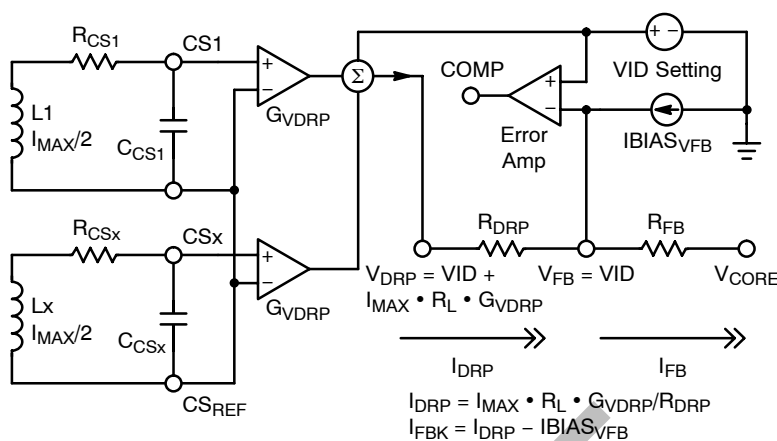 R_CS1
CS1
+
−
G_VDRP
L1
I_MAX/2
C_CS1
Σ
COMP
+ −
VID Setting
+
−
Error
Amp
IBIAS_VFB
R_CSx
CSx
+
−
G_VDRP
Lx
I_MAX/2
C_CSx
CS_REF
R_DRP
R_FB
V_DRP = VID +
I_MAX • R_L • G_VDRP
V_FB = VID
V_CORE
I_DRP
I_FB
I_DRP = I_MAX • R_L • G_VDRP/R_DRP
I_FBK = I_DRP − IBIAS_VFB